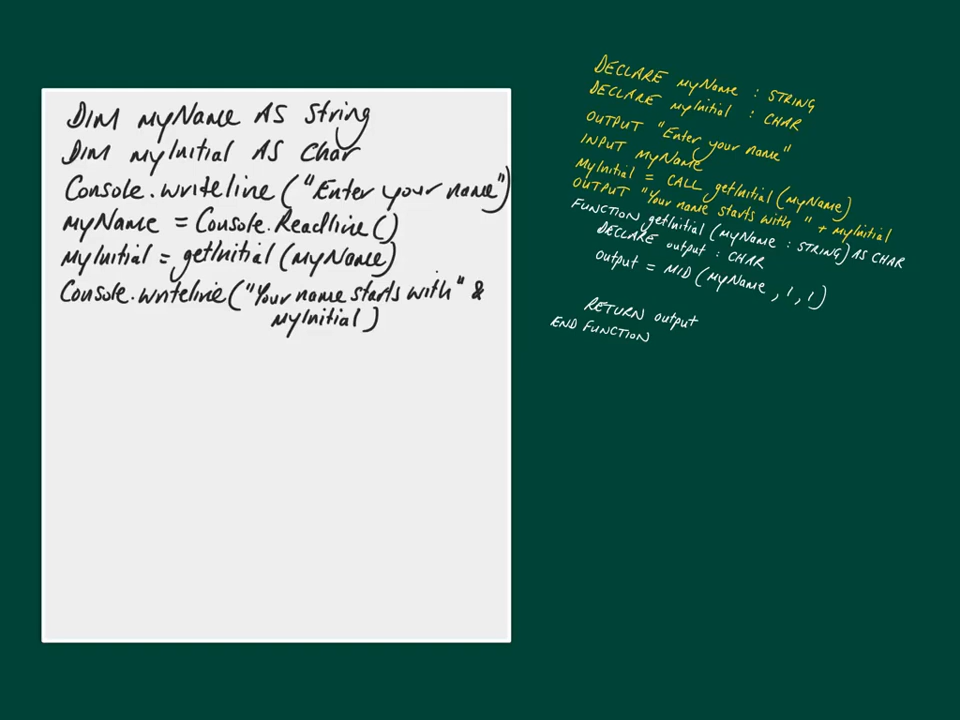 Dim myName As String
Dim myInitial As Char
Console.writeline("Enter your name")
myName = Console.Readline()
myInitial = getInitial(myName)
Console.writeline("Your name starts with" &
myInitial)
DECLARE myName : STRING
DECLARE myInitial : CHAR
OUTPUT "Enter your name"
INPUT myName
myInitial = CALL getInitial(myName)
OUTPUT "Your name starts with " + myInitial
FUNCTION getInitial(myName : STRING) AS CHAR
DECLARE output : CHAR
output = MID(myName, 1, 1)
RETURN output
END FUNCTION